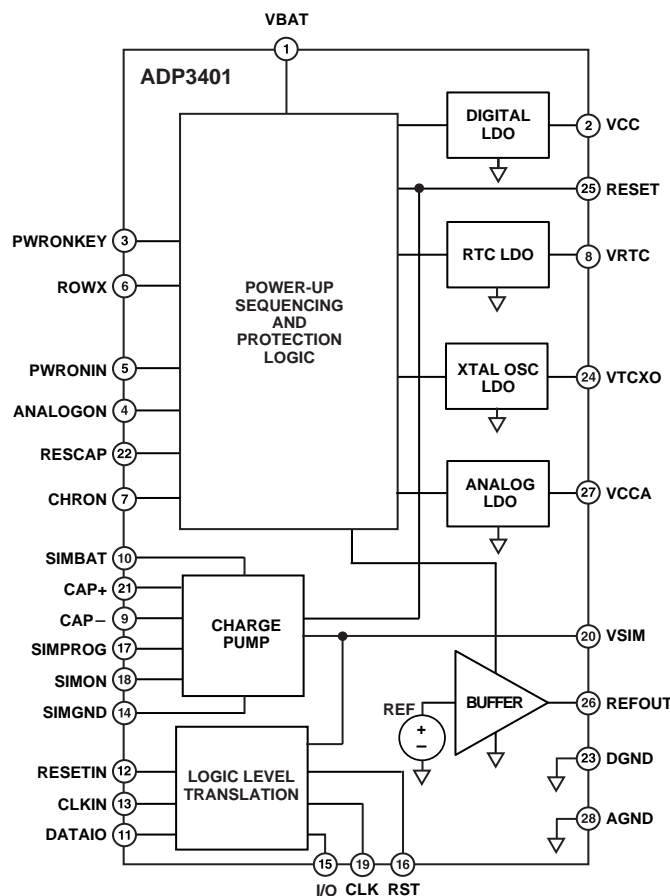 VBAT
1
ADP3401
DIGITAL
LDO
2 VCC
25 RESET
PWRONKEY 3
RTC LDO
8 VRTC
ROWX 6
POWER-UP
SEQUENCING
AND
PROTECTION
LOGIC
PWRONIN 5
XTAL OSC
LDO
24 VTCXO
ANALOGON 4
RESCAP 22
ANALOG
LDO
27 VCCA
CHRON 7
SIMBAT 10
CAP+ 21
CAP− 9
CHARGE
PUMP
SIMPROG 17
20 VSIM
SIMON 18
SIMGND 14
REF
+
−
BUFFER
26 REFOUT
RESETIN 12
LOGIC LEVEL
TRANSLATION
23 DGND
CLKIN 13
DATAIO 11
28 AGND
15 19 16
I/O CLK RST